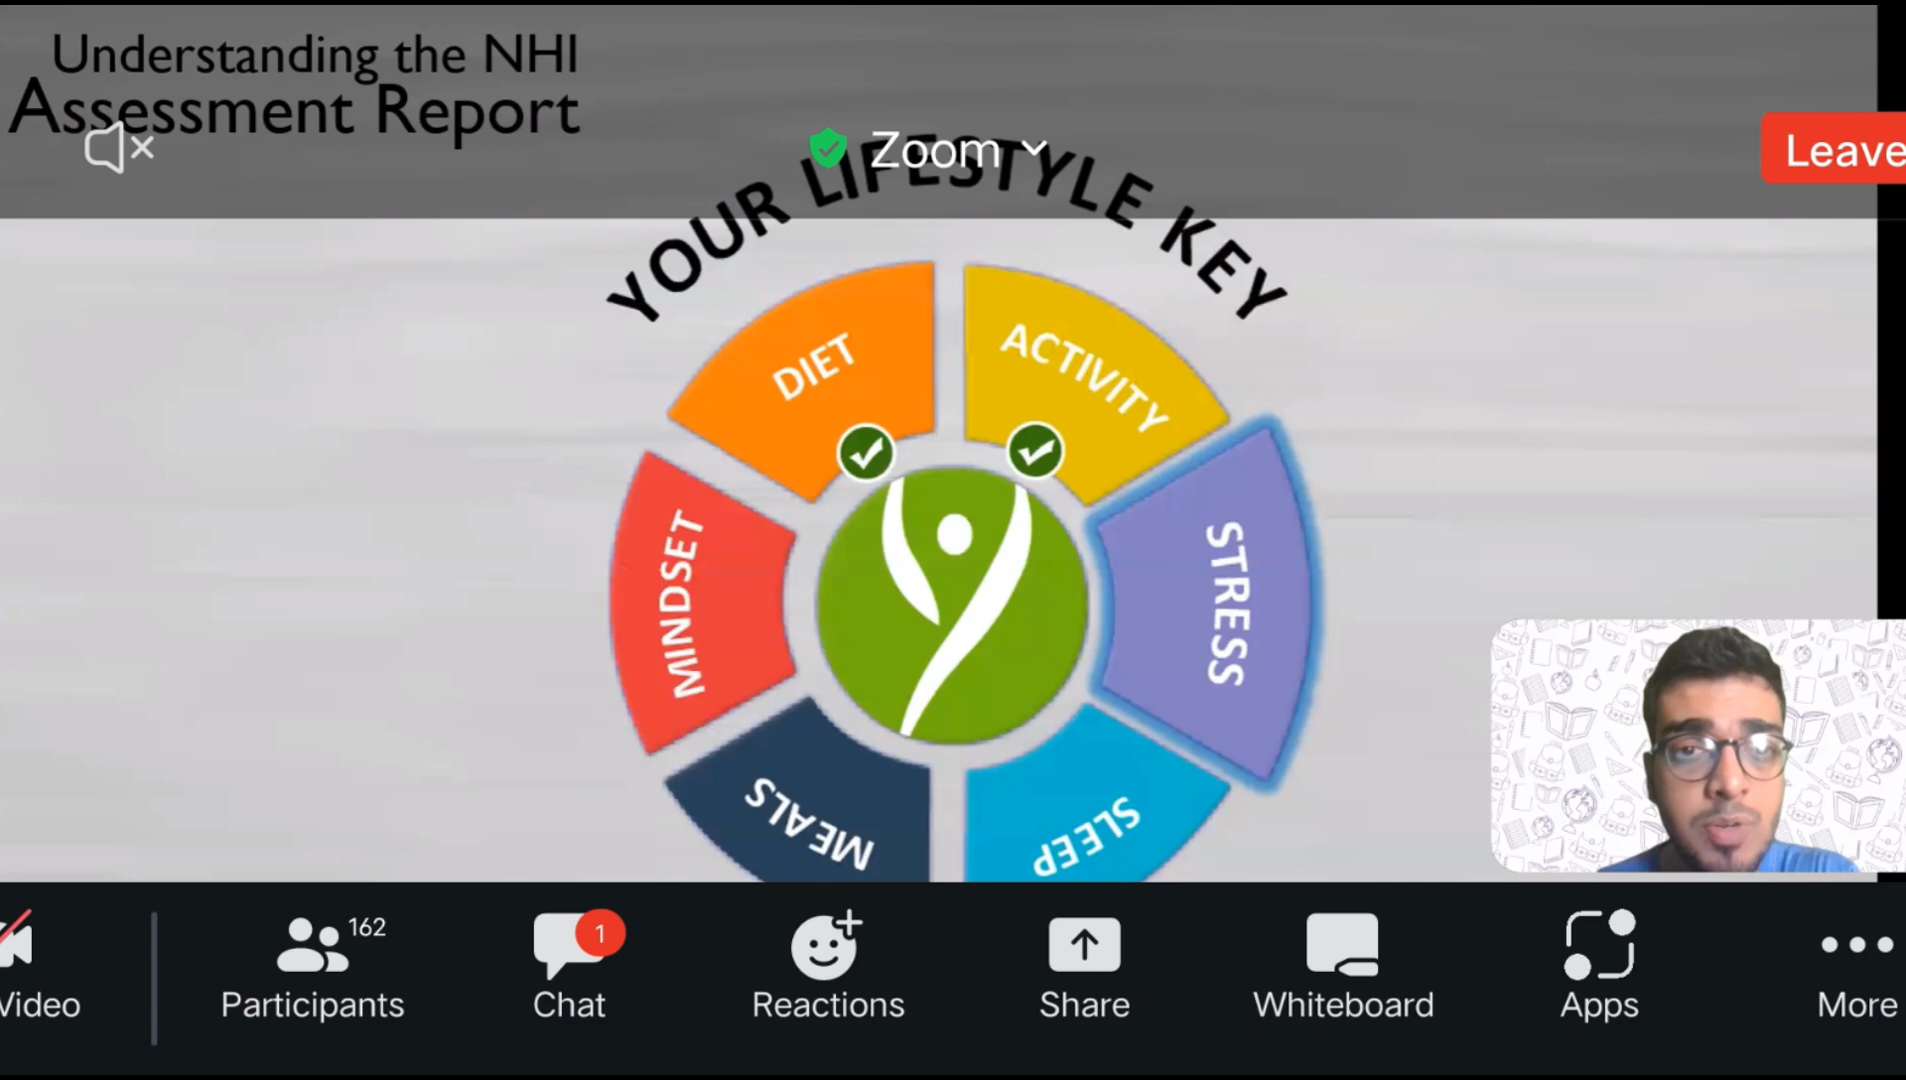 Understanding the NHI
Assessment Report
Zoom
Leave
YOUR LIFESTYLE KEY
DIET
ACTIVITY
STRESS
MINDSET
MEALS
SLEEP
162
1
Video
Participants
Chat
Reactions
Share
Whiteboard
Apps
More